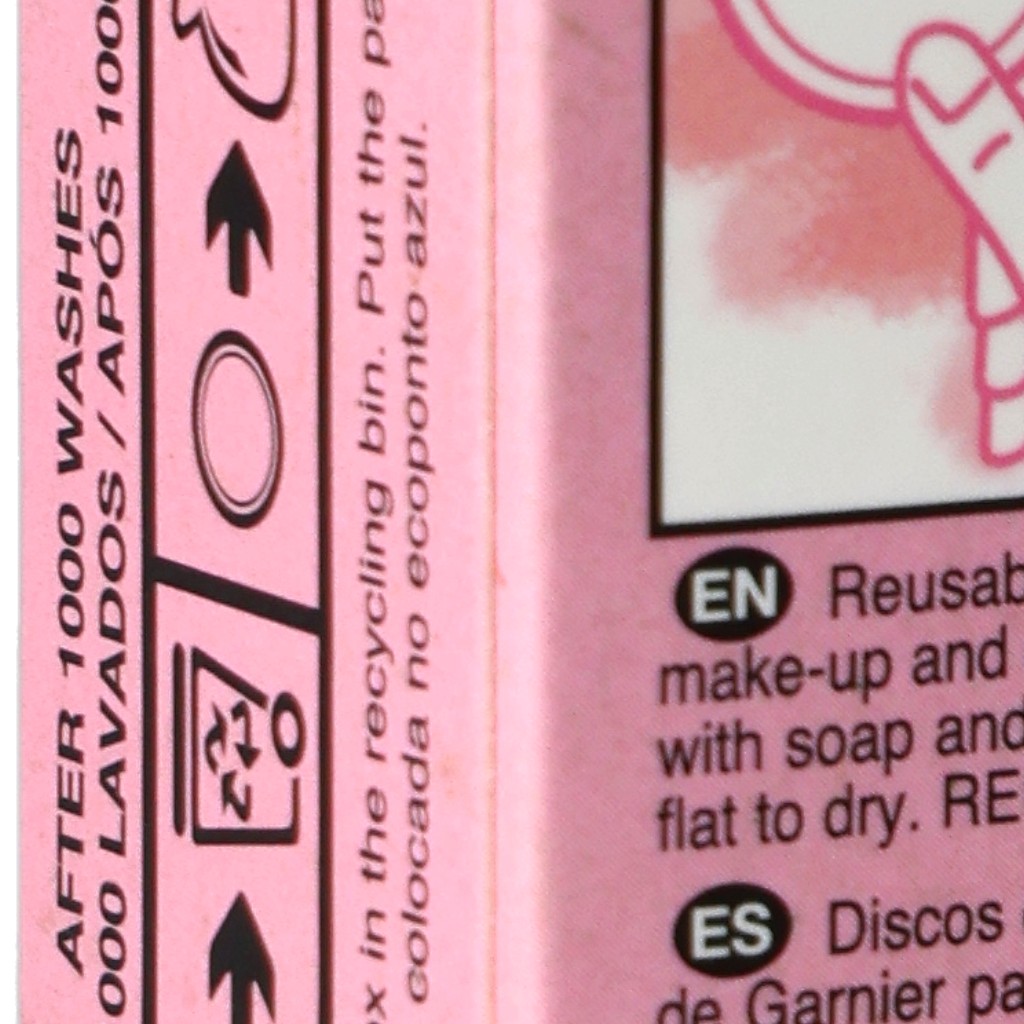 AFTER 1000 WASHES
000 LAVADOS / APÓS 100
x in the recycling bin. Put the pa
colocada no ecoponto azul.
EN Reusab
make-up and
with soap and
flat to dry. RE
ES Discos
de Garnier pa